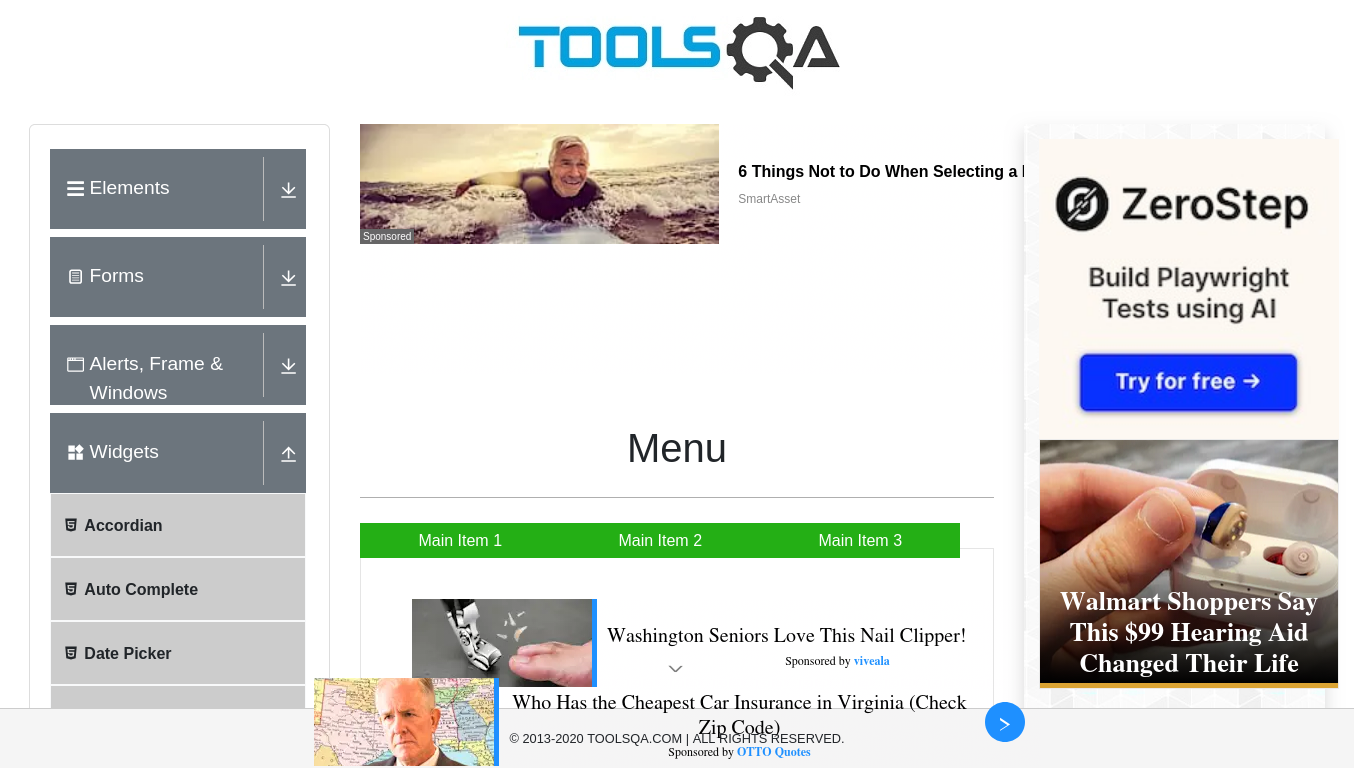 TOOLSQA
Elements
Forms
Alerts, Frame &
Windows
Widgets
Accordian
Auto Complete
Date Picker
Sponsored
6 Things Not to Do When Selecting a
SmartAsset
Menu
Main Item 1
Main Item 2
Main Item 3
Washington Seniors Love This Nail Clipper!
Sponsored by viveala
Who Has the Cheapest Car Insurance in Virginia (Check
Zip Code)
Sponsored by OTTO Quotes
© 2013-2020 TOOLSQA.COM | ALL RIGHTS RESERVED.
ZeroStep
Build Playwright
Tests using AI
Try for free →
Walmart Shoppers Say
This $99 Hearing Aid
Changed Their Life